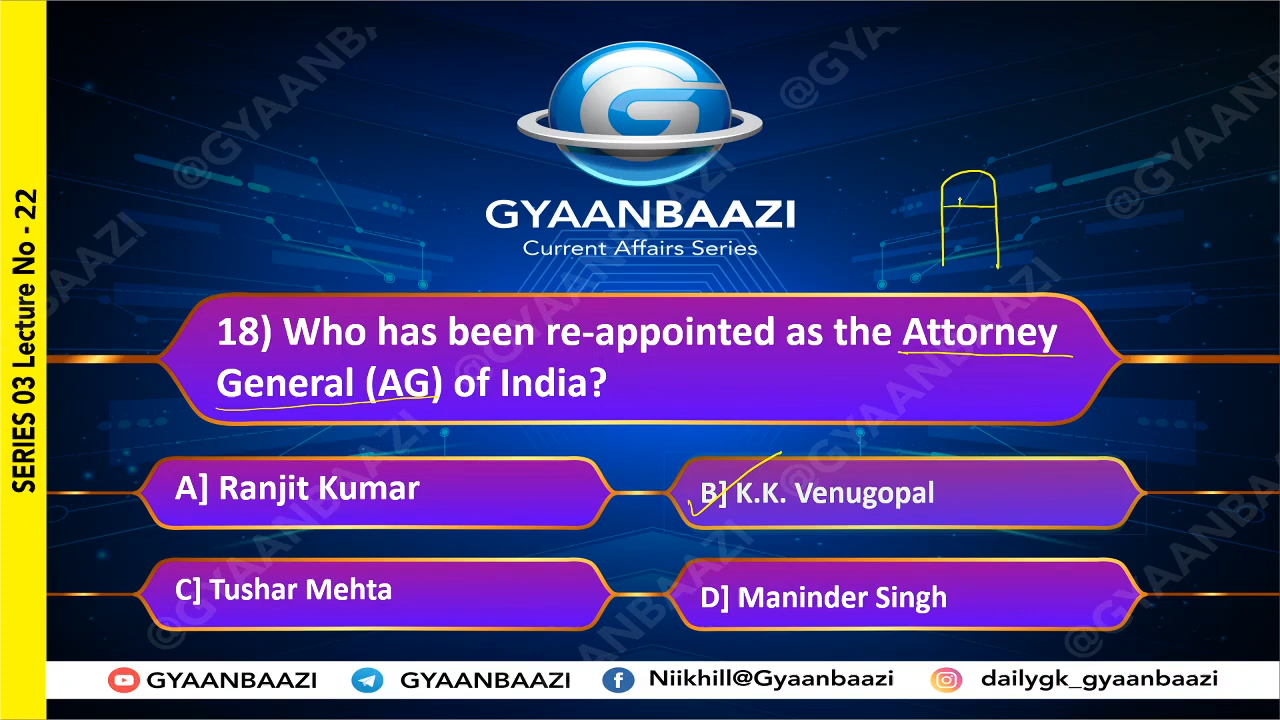 SERIES 03 Lecture No - 22
GYAANBAAZI
Current Affairs Series
18) Who has been re-appointed as the Attorney
General (AG) of India?
A] Ranjit Kumar
B] K.K. Venugopal
C] Tushar Mehta
D] Maninder Singh
GYAANBAAZI GYAANBAAZI Niikhill@Gyaanbaazi dailygk_gyaanbaazi
@GYAANBAAZI